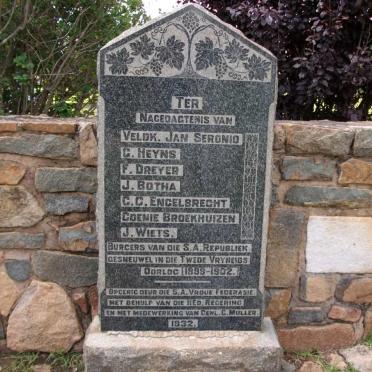 TER
NAGEDAGTENIS VAN
VELDK. JAN SERONIO
C. HEYNS
F. DREYER
J. BOTHA
C. C. ENGELBRECHT
COENIE BROEKHUIZEN
J. WIETS.
BURGERS VAN DIE S.A. REPUBLIEK
GESNEUWEL IN DIE TWEDE VRYHEIDS
OORLOG (1899-1902.
OPGERIG DEUR DIE S.A. VROUE FEDERASIE
MET BEHULP VAN DIE ED. REGERING
EN MET MEDEWERKING VAN GENL. C. MULLER
1932.